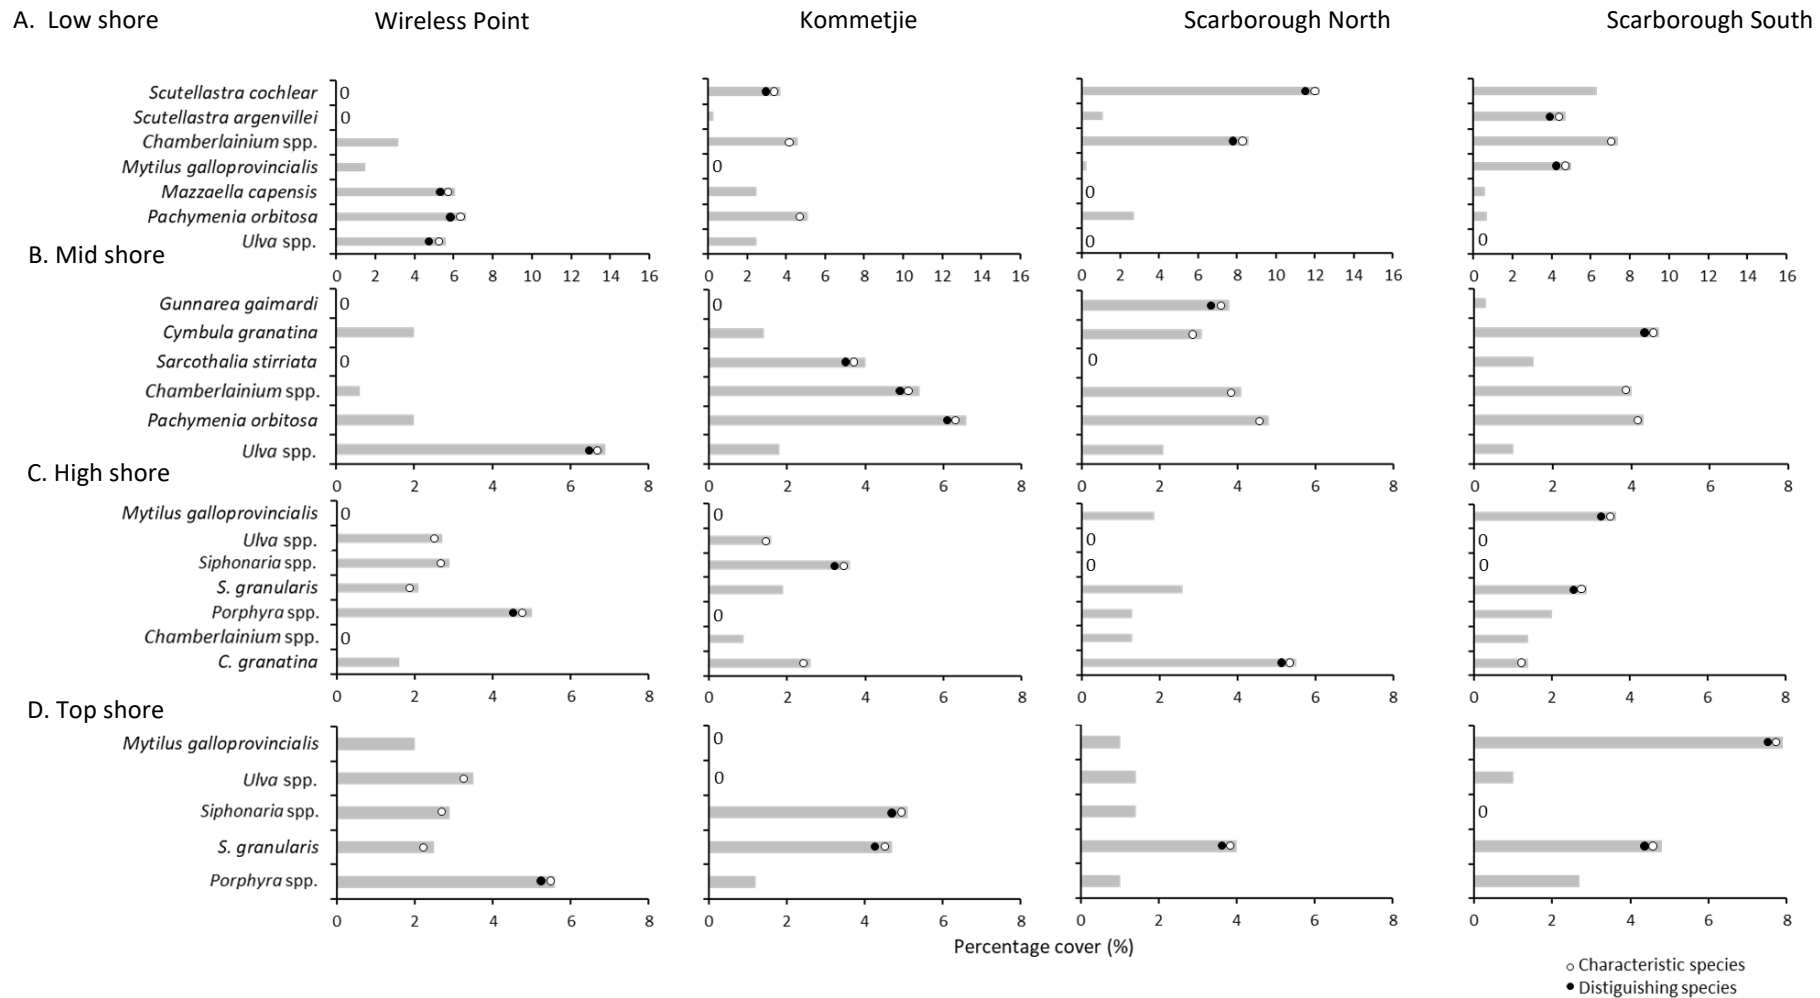 A. Low shore Wireless Point Kommetjie Scarborough North Scarborough South
Scutellastra cochlear 0
Scutellastra argenvillei 0
Chamberlainium spp.
Mytilus galloprovincialis 0
Mazzaella capensis 0
Pachymenia orbitosa
Ulva spp. 0 0
0 2 4 6 8 10 12 14 16 0 2 4 6 8 10 12 14 16 0 2 4 6 8 10 12 14 16 0 2 4 6 8 10 12 14 16
B. Mid shore
Gunnarea gaimardi 0 0
Cymbula granatina
Sarcothalia stirriata 0 0
Chamberlainium spp.
Pachymenia orbitosa
Ulva spp.
0 2 4 6 8 0 2 4 6 8 0 2 4 6 8 0 2 4 6 8
C. High shore
Mytilus galloprovincialis 0 0
Ulva spp. 0 0
Siphonaria spp. 0 0
S. granularis
Porphyra spp. 0
Chamberlainium spp. 0
C. granatina
0 2 4 6 8 0 2 4 6 8 0 2 4 6 8 0 2 4 6 8
D. Top shore
Mytilus galloprovincialis 0
Ulva spp. 0
Siphonaria spp. 0
S. granularis
Porphyra spp.
0 2 4 6 8 0 2 4 6 8 0 2 4 6 8 0 2 4 6 8
Percentage cover (%)
Characteristic species
Distiguishing species